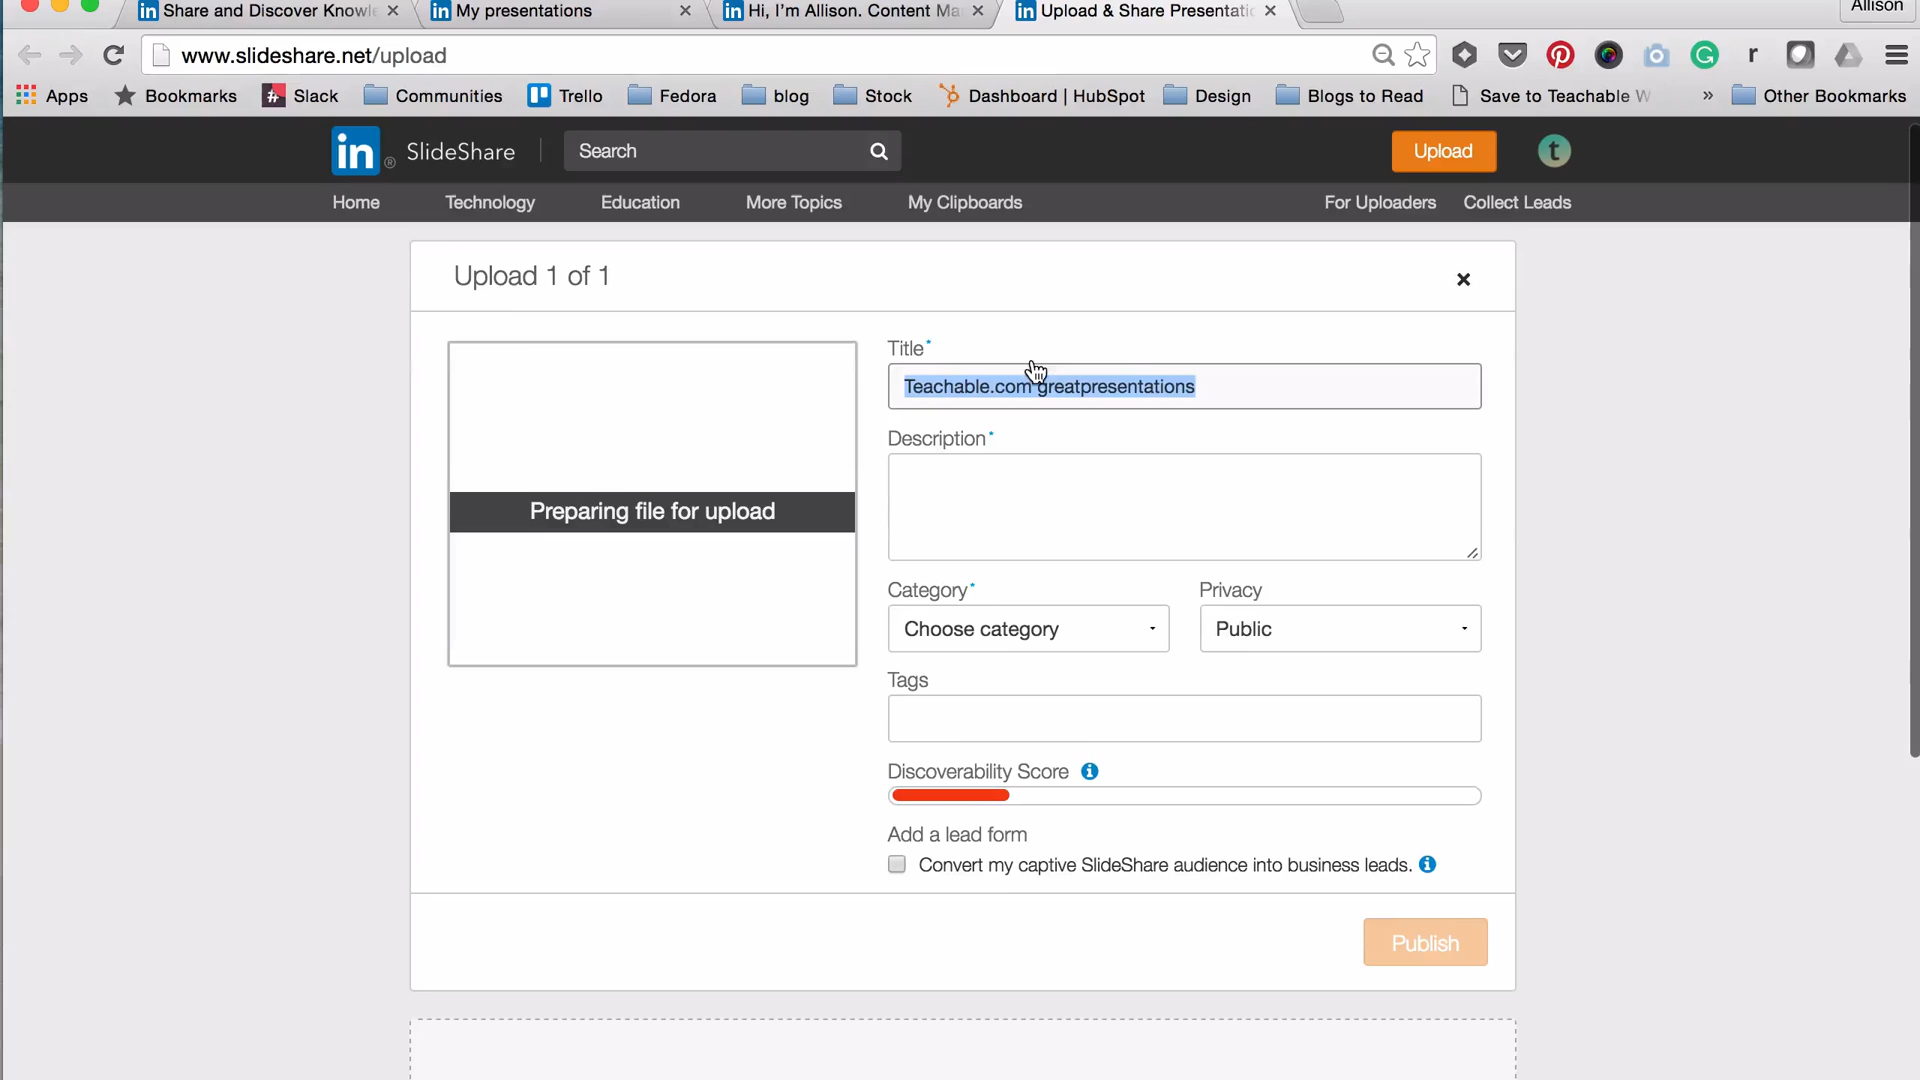 Share and Discover Knowle
My presentations
Hi, I'm Allison. Content Ma
Upload & Share Presentatio
Allison
www.slideshare.net/upload
Apps
Bookmarks
Slack
Communities
Trello
Fedora
blog
Stock
Dashboard | HubSpot
Design
Blogs to Read
Save to Teachable W
»
Other Bookmarks
in® SlideShare
Search
Upload
t
Home
Technology
Education
More Topics
My Clipboards
For Uploaders
Collect Leads
Upload 1 of 1
Preparing file for upload
Title*
Teachable.com greatpresentations
Description*
Category*
Privacy
Choose category
Public
Tags
Discoverability Score
Add a lead form
Convert my captive SlideShare audience into business leads.
Publish